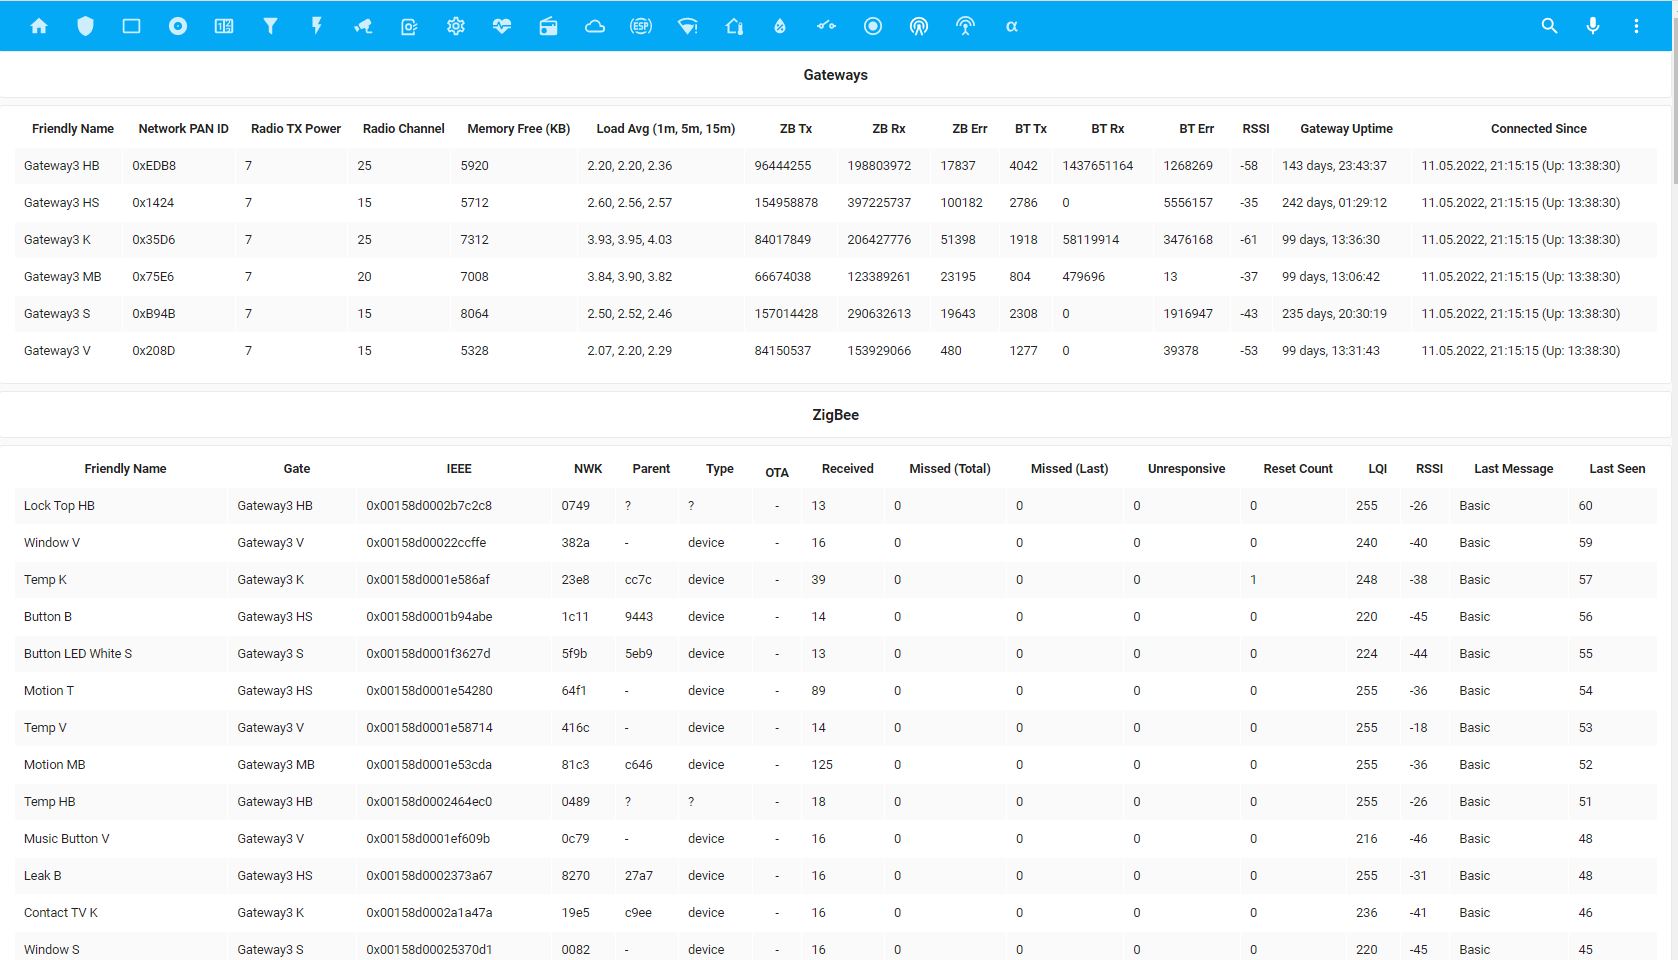 ESP
α
Gateways
Friendly Name Network PAN ID Radio TX Power Radio Channel Memory Free (KB) Load Avg (1m, 5m, 15m) ZB Tx ZB Rx ZB Err BT Tx BT Rx BT Err RSSI Gateway Uptime Connected Since
Gateway3 HB 0xEDB8 7 25 5920 2.20, 2.20, 2.36 96444255 198803972 17837 4042 1437651164 1268269 -58 143 days, 23:43:37 11.05.2022, 21:15:15 (Up: 13:38:30)
Gateway3 HS 0x1424 7 15 5712 2.60, 2.56, 2.57 154958878 397225737 100182 2786 0 5556157 -35 242 days, 01:29:12 11.05.2022, 21:15:15 (Up: 13:38:30)
Gateway3 K 0x35D6 7 25 7312 3.93, 3.95, 4.03 84017849 206427776 51398 1918 58119914 3476168 -61 99 days, 13:36:30 11.05.2022, 21:15:15 (Up: 13:38:30)
Gateway3 MB 0x75E6 7 20 7008 3.84, 3.90, 3.82 66674038 123389261 23195 804 479696 13 -37 99 days, 13:06:42 11.05.2022, 21:15:15 (Up: 13:38:30)
Gateway3 S 0xB94B 7 15 8064 2.50, 2.52, 2.46 157014428 290632613 19643 2308 0 1916947 -43 235 days, 20:30:19 11.05.2022, 21:15:15 (Up: 13:38:30)
Gateway3 V 0x208D 7 15 5328 2.07, 2.20, 2.29 84150537 153929066 480 1277 0 39378 -53 99 days, 13:31:43 11.05.2022, 21:15:15 (Up: 13:38:30)
ZigBee
Friendly Name Gate IEEE NWK Parent Type OTA Received Missed (Total) Missed (Last) Unresponsive Reset Count LQI RSSI Last Message Last Seen
Lock Top HB Gateway3 HB 0x00158d0002b7c2c8 0749 ? ? - 13 0 0 0 0 255 -26 Basic 60
Window V Gateway3 V 0x00158d00022ccffe 382a - device - 16 0 0 0 0 240 -40 Basic 59
Temp K Gateway3 K 0x00158d0001e586af 23e8 cc7c device - 39 0 0 0 1 248 -38 Basic 57
Button B Gateway3 HS 0x00158d0001b94abe 1c11 9443 device - 14 0 0 0 0 220 -45 Basic 56
Button LED White S Gateway3 S 0x00158d0001f3627d 5f9b 5eb9 device - 13 0 0 0 0 224 -44 Basic 55
Motion T Gateway3 HS 0x00158d0001e54280 64f1 - device - 89 0 0 0 0 255 -36 Basic 54
Temp V Gateway3 V 0x00158d0001e58714 416c - device - 14 0 0 0 0 255 -18 Basic 53
Motion MB Gateway3 MB 0x00158d0001e53cda 81c3 c646 device - 125 0 0 0 0 255 -36 Basic 52
Temp HB Gateway3 HB 0x00158d0002464ec0 0489 ? ? - 18 0 0 0 0 255 -26 Basic 51
Music Button V Gateway3 V 0x00158d0001ef609b 0c79 - device - 16 0 0 0 0 216 -46 Basic 48
Leak B Gateway3 HS 0x00158d0002373a67 8270 27a7 device - 16 0 0 0 0 255 -31 Basic 48
Contact TV K Gateway3 K 0x00158d0002a1a47a 19e5 c9ee device - 16 0 0 0 0 236 -41 Basic 46
Window S Gateway3 S 0x00158d00025370d1 0082 - device - 16 0 0 0 0 220 -45 Basic 45